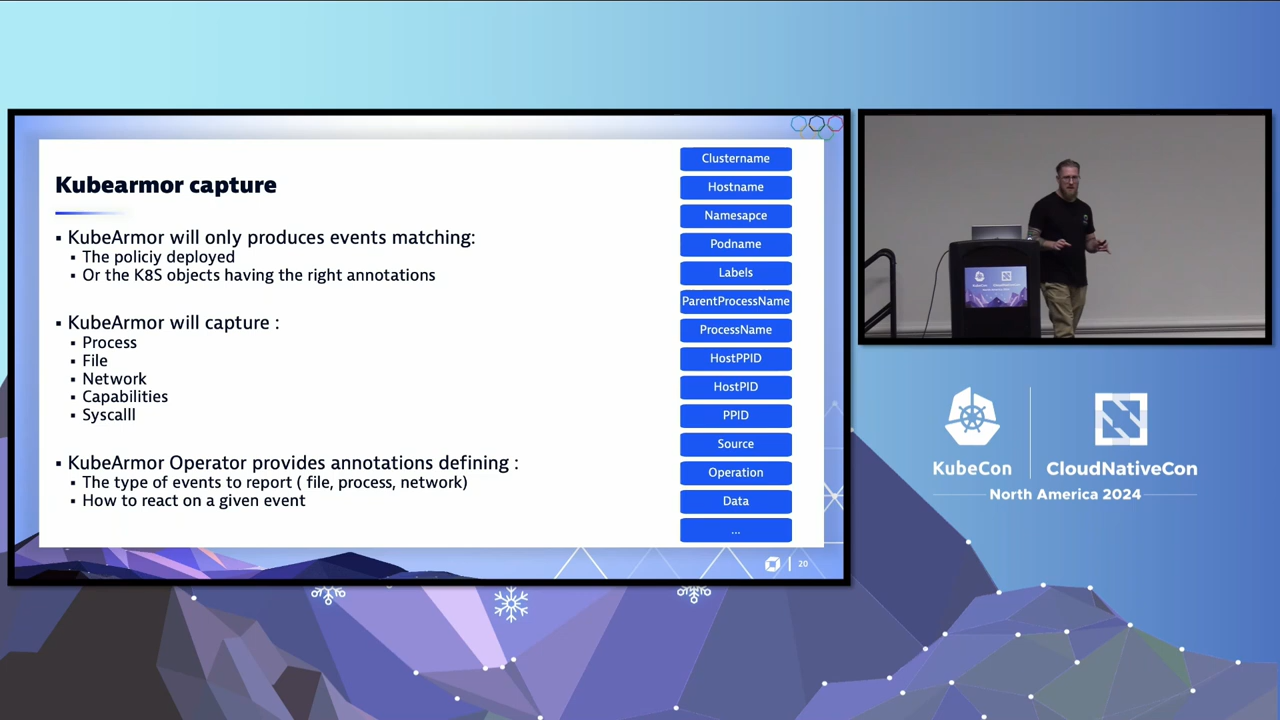 Kubearmor capture
▪ KubeArmor will only produces events matching:
▪ The policiy deployed
▪ Or the K8S objects having the right annotations
▪ KubeArmor will capture :
▪ Process
▪ File
▪ Network
▪ Capabilities
▪ Syscalll
▪ KubeArmor Operator provides annotations defining :
▪ The type of events to report ( file, process, network)
▪ How to react on a given event
Clustername
Hostname
Namesapce
Podname
Labels
ParentProcessName
ProcessName
HostPPID
HostPID
PPID
Source
Operation
Data
...
20
KubeCon
CloudNativeCon
KubeCon
CloudNativeCon
North America 2024